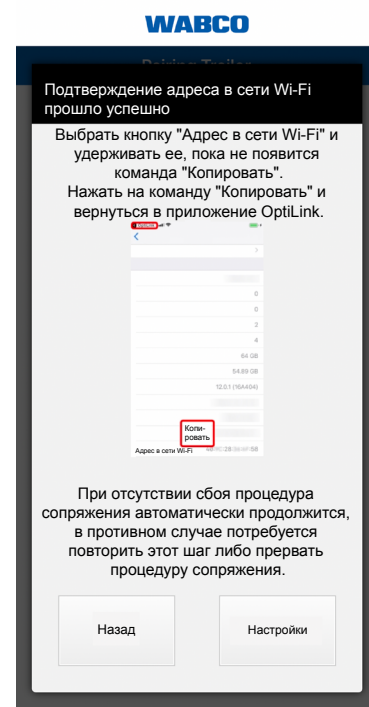 WABCO
Pairing Trailer
Подтверждение адреса в сети Wi-Fi
прошло успешно
Выбрать кнопку "Адрес в сети Wi-Fi" и
удерживать ее, пока не появится
команда "Копировать".
Нажать на команду "Копировать" и
вернуться в приложение OptiLink.
3
0
0
3
4
64 GB
54.89 GB
12.0.1 (16A404)
Копи-
ровать
Адрес в сети Wi-Fi
При отсутствии сбоя процедура
сопряжения автоматически продолжится,
в противном случае потребуется
повторить этот шаг либо прервать
процедуру сопряжения.
Назад
Настройки